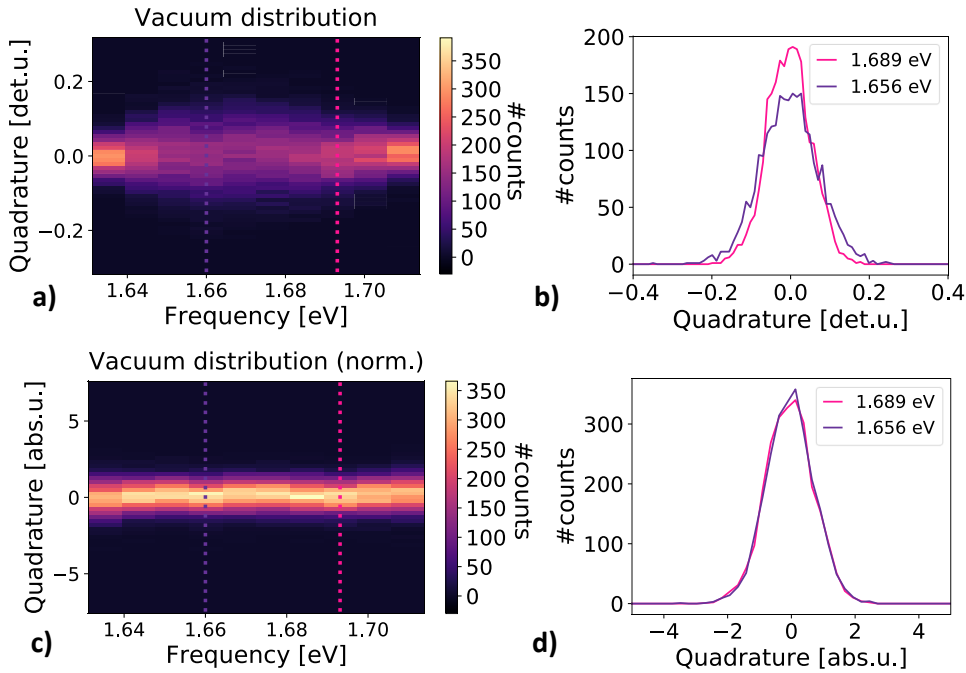 Vacuum distribution
Quadrature [det.u.]
0.2
0.0
−0.2
1.64
1.66
1.68
1.70
Frequency [eV]
a)
350
300
250
200
150
100
50
0
#counts
200
150
100
50
0
#counts
1.689 eV
1.656 eV
−0.4
−0.2
0.0
0.2
0.4
Quadrature [det.u.]
b)
Vacuum distribution (norm.)
Quadrature [abs.u.]
5
0
−5
1.64
1.66
1.68
1.70
Frequency [eV]
c)
350
300
250
200
150
100
50
0
#counts
300
200
100
0
#counts
1.689 eV
1.656 eV
−4
−2
0
2
4
Quadrature [abs.u.]
d)